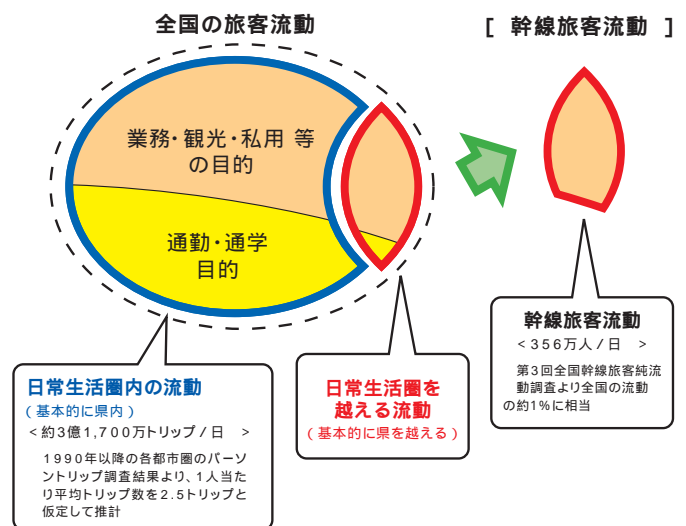 全国の旅客流動
[ 幹線旅客流動 ]
業務・観光・私用 等
の目的
通勤・通学
目的
日常生活圏内の流動
(基本的に県内)
<約3億1,700万トリップ/日 >
1990年以降の各都市圏のパーソ
ントリップ調査結果より、1人当た
り平均トリップ数を2.5トリップと
仮定して推計
日常生活圏を
越える流動
(基本的に県を越える)
幹線旅客流動
<356万人/日 >
第3回全国幹線旅客純流
動調査より全国の流動
の約1%に相当